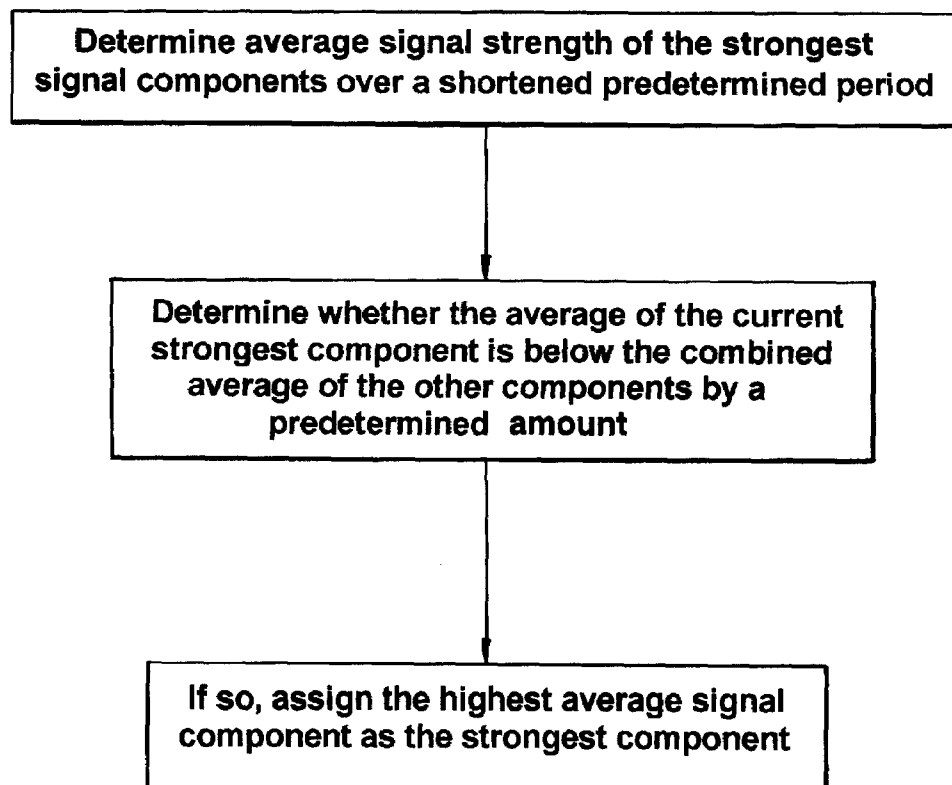 Determine average signal strength of the strongest
signal components over a shortened predetermined period
Determine whether the average of the current
strongest component is below the combined
average of the other components by a
predetermined amount
If so, assign the highest average signal
component as the strongest component